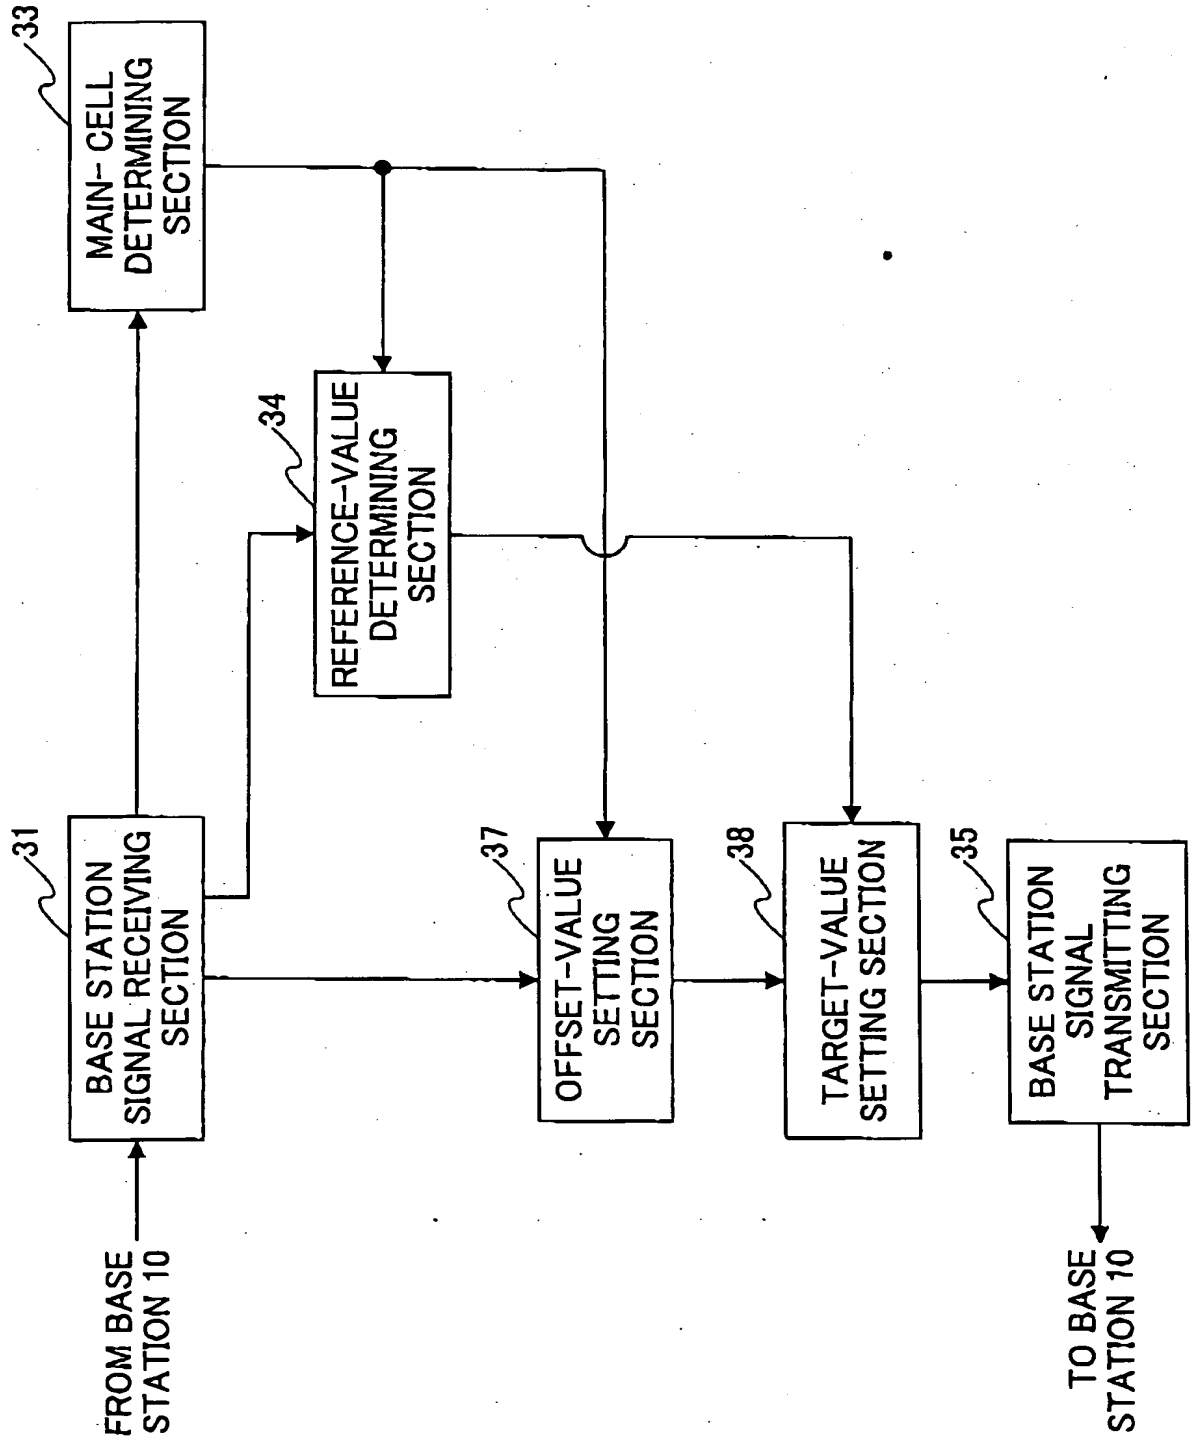 FROM BASE
STATION 10
31
BASE STATION
SIGNAL RECEIVING
SECTION
33
MAIN-CELL
DETERMINING
SECTION
34
REFERENCE-VALUE
DETERMINING
SECTION
37
OFFSET-VALUE
SETTING
SECTION
38
TARGET-VALUE
SETTING SECTION
35
BASE STATION
SIGNAL
TRANSMITTING
SECTION
TO BASE
STATION 10